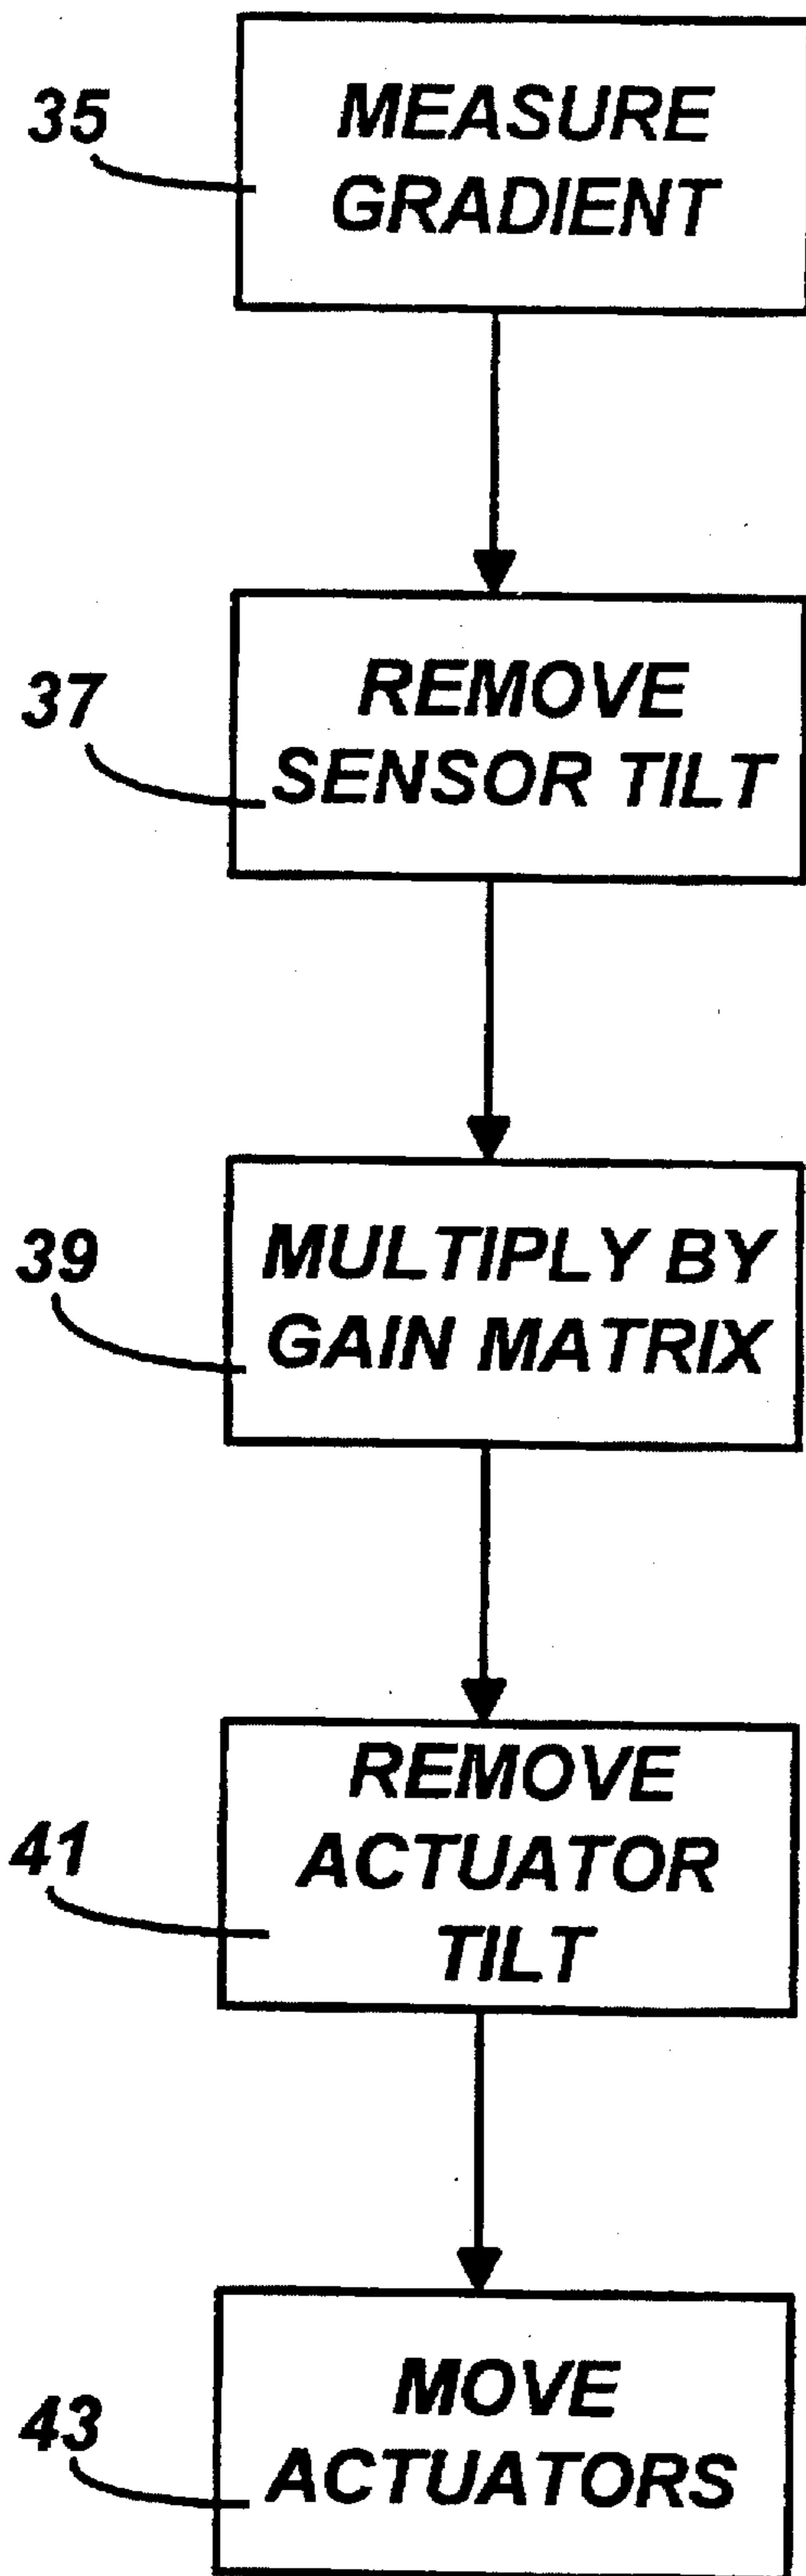 35
MEASURE
GRADIENT
37
REMOVE
SENSOR TILT
39
MULTIPLY BY
GAIN MATRIX
41
REMOVE
ACTUATOR
TILT
43
MOVE
ACTUATORS